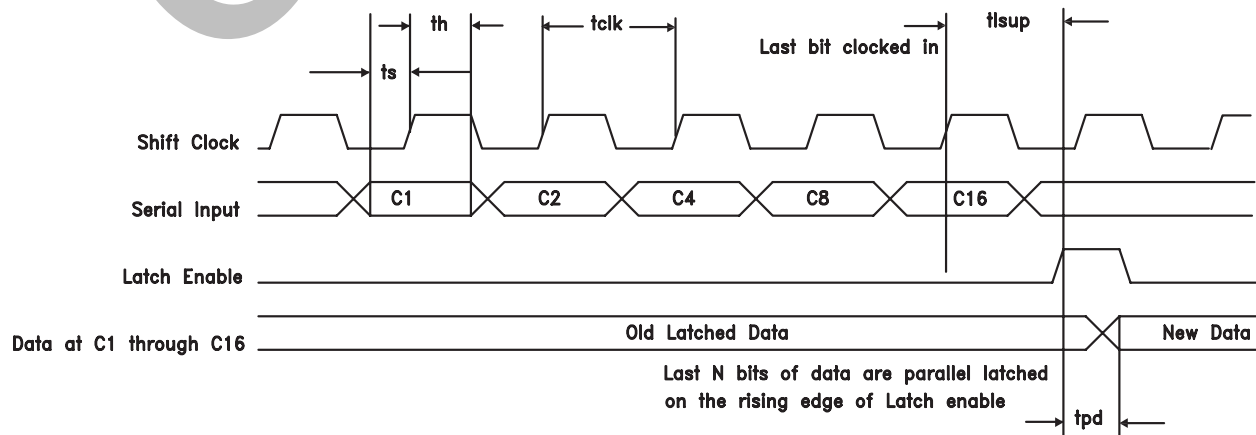 th
tclk
tlsup
Last bit clocked in
ts
Shift Clock
C1
C2
C4
C8
C16
Serial Input
Latch Enable
Old Latched Data
New Data
Data at C1 through C16
Last N bits of data are parallel latched
on the rising edge of Latch enable
tpd